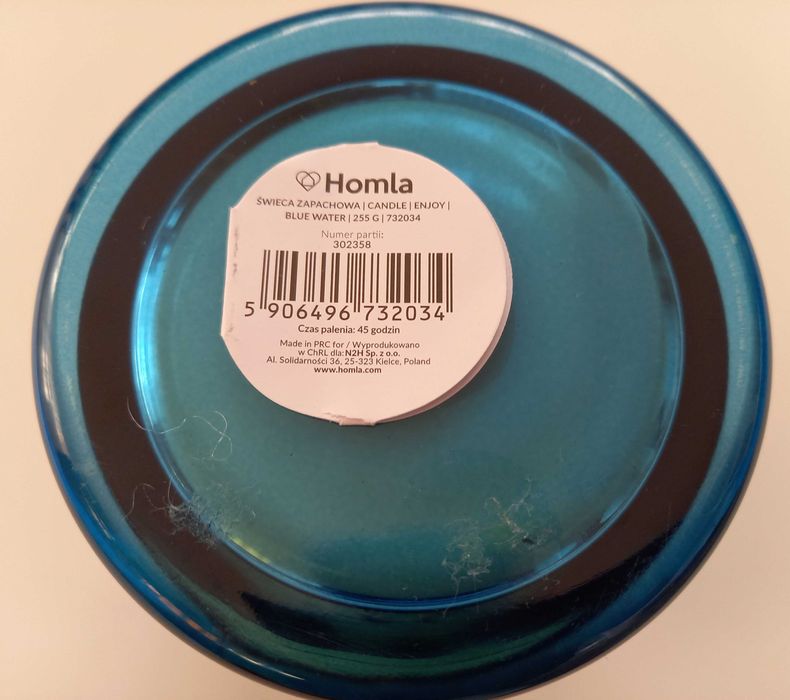 Homla
ŚWIECA ZAPACHOWA | CANDLE | ENJOY |
BLUE WATER | 255 G | 732034
Numer partii:
302358
5 906496 732034
Czas palenia: 45 godzin
Made in PRC for / Wyprodukowano
w ChRL dla: N2H Sp. z o.o.
Al. Solidarności 36, 25-323 Kielce, Poland
www.homla.com